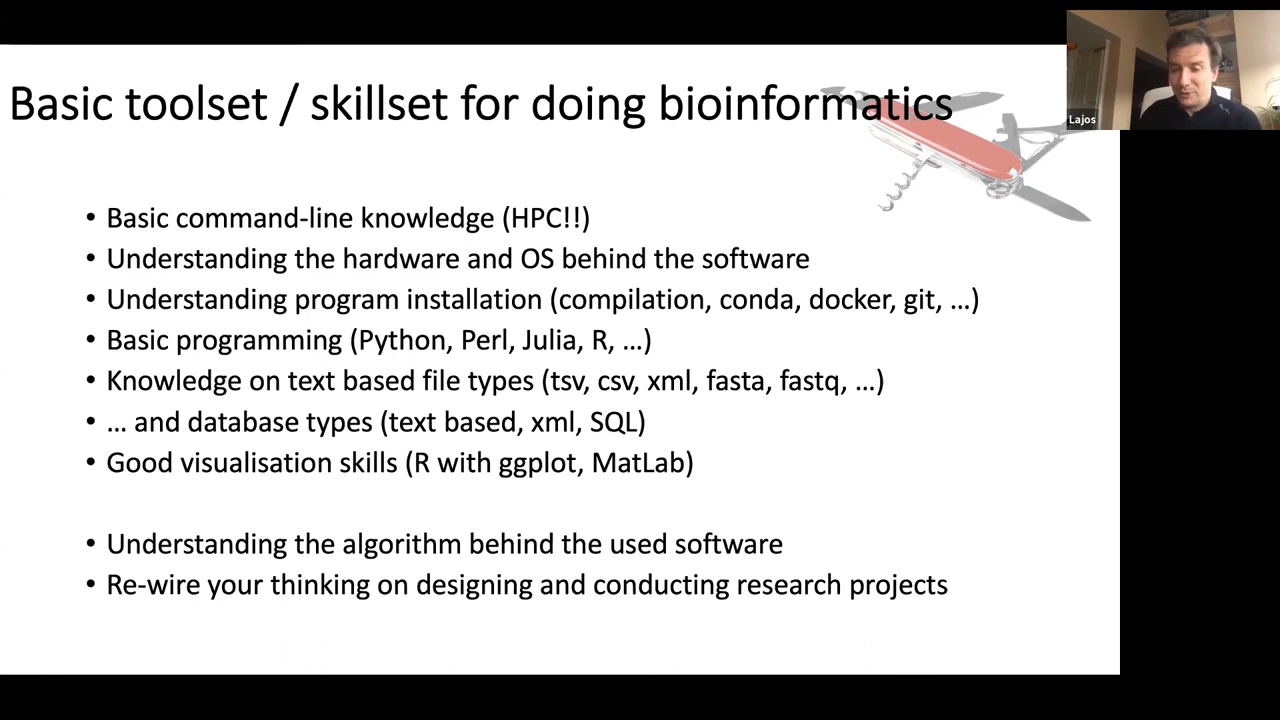 Basic toolset / skillset for doing bioinformatics
Lajos
• Basic command-line knowledge (HPC!!)
• Understanding the hardware and OS behind the software
• Understanding program installation (compilation, conda, docker, git, …)
• Basic programming (Python, Perl, Julia, R, …)
• Knowledge on text based file types (tsv, csv, xml, fasta, fastq, …)
• … and database types (text based, xml, SQL)
• Good visualisation skills (R with ggplot, MatLab)
• Understanding the algorithm behind the used software
• Re-wire your thinking on designing and conducting research projects